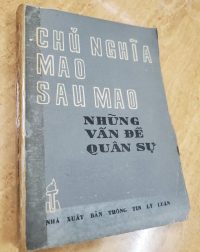 CHỦ NGHĨA
MAO
SAU MAO
NHỮNG
VẤN ĐỀ
QUÂN SỰ
NHÀ XUẤT BẢN THÔNG TIN LÝ LUẬN